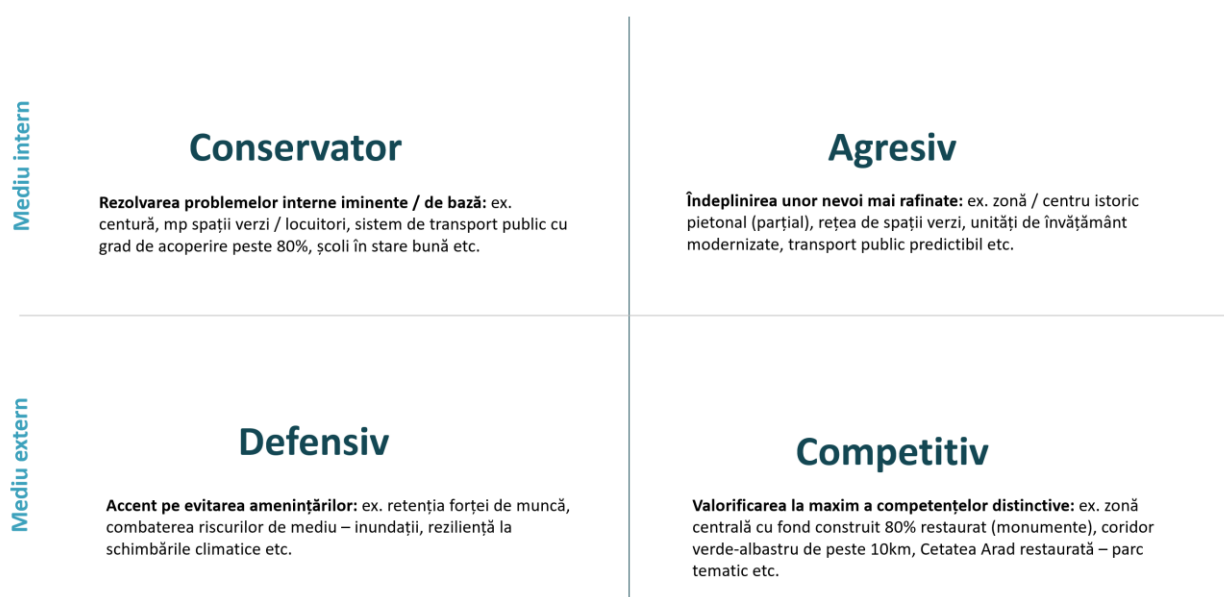 Mediu intern
Conservator
Rezolvarea problemelor interne iminente / de bază: ex.
centură, mp spații verzi / locuitori, sistem de transport public cu
grad de acoperire peste 80%, școli în stare bună etc.
Agresiv
Îndeplinirea unor nevoi mai rafinate: ex. zonă / centru istoric
pietonal (parțial), rețea de spații verzi, unități de învățământ
modernizate, transport public predictibil etc.
Mediu extern
Defensiv
Accent pe evitarea amenințărilor: ex. retenția forței de muncă,
combaterea riscurilor de mediu – inundații, reziliență la
schimbările climatice etc.
Competitiv
Valorificarea la maxim a competențelor distinctive: ex. zonă
centrală cu fond construit 80% restaurat (monumente), coridor
verde-albastru de peste 10km, Cetatea Arad restaurată – parc
tematic etc.